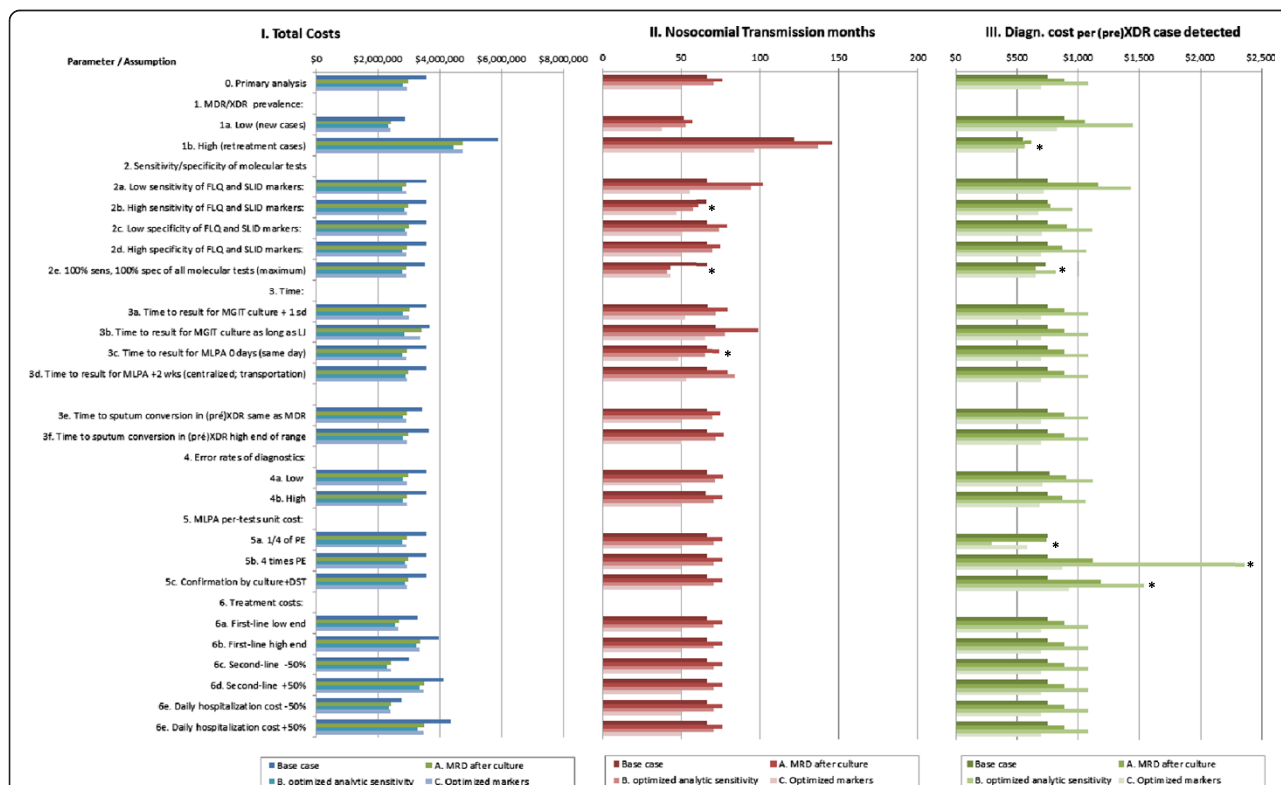 I. Total Costs
II. Nosocomial Transmission months
III. Diagn. cost per (pre)XDR case detected
Parameter / Assumption
$0 $2,000,000 $4,000,000 $6,000,000 $8,000,000
0 50 100 150 200
$0 $500 $1,000 $1,500 $2,000 $2,500
0. Primary analysis
1. MDR/XDR prevalence:
1a. Low (new cases)
1b. High (retreatment cases)
*
2. Sensitivity/specificity of molecular tests
2a. Low sensitivity of FLQ and SLID markers:
2b. High sensitivity of FLQ and SLID markers:
*
2c. Low specificity of FLQ and SLID markers:
2d. High specificity of FLQ and SLID markers:
2e. 100% sens, 100% spec of all molecular tests (maximum)
* *
3. Time:
3a. Time to result for MGIT culture + 1 sd
3b. Time to result for MGIT culture as long as LJ
3c. Time to result for MLPA 0 days (same day)
*
3d. Time to result for MLPA +2 wks (centralized; transportation)
3e. Time to sputum conversion in (pré)XDR same as MDR
3f. Time to sputum conversion in (pré)XDR high end of range
4. Error rates of diagnostics:
4a. Low
4b. High
5. MLPA per-tests unit cost:
5a. 1/4 of PE
*
5b. 4 times PE
*
5c. Confirmation by culture+DST
*
6. Treatment costs:
6a. First-line low end
6b. First-line high end
6c. Second-line -50%
6d. Second-line +50%
6e. Daily hospitalization cost -50%
6e. Daily hospitalization cost +50%
Base case A. MRD after culture
B. optimized analytic sensitivity C. Optimized markers
Base case A. MRD after culture
B. optimized analytic sensitivity C. Optimized markers
Base case A. MRD after culture
B. optimized analytic sensitivity C. Optimized markers